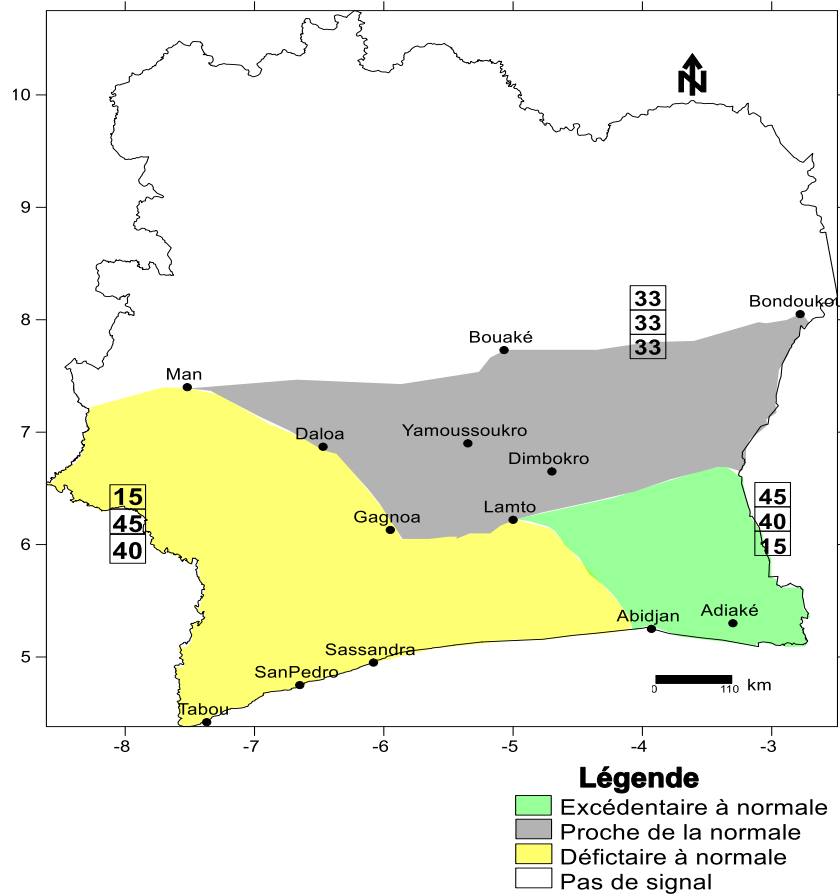 N
10
9
8
7
6
5
33
33
33
Bondoukou
Bouaké
Man
Daloa
Yamoussoukro
Dimbokro
15
45
40
Gagnoa
Lamto
45
40
15
Abidjan
Adiaké
Sassandra
SanPedro
Tabou
0 110 km
-8 -7 -6 -5 -4 -3
Légende
Excédentaire à normale
Proche de la normale
Défictaire à normale
Pas de signal